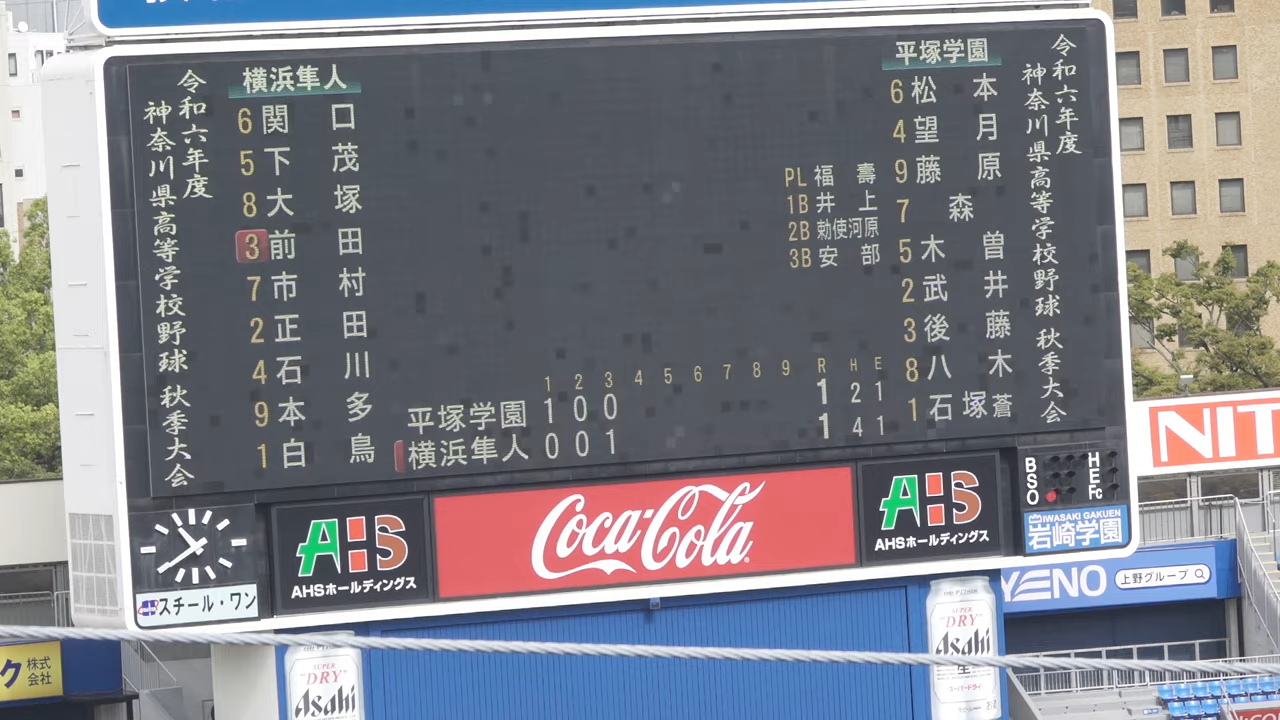 令和六年度
神奈川県高等学校野球 秋季大会
横浜隼人
6 関口
5 下茂
8 大塚
3 前田
7 市村
2 正田
4 石川
9 本多
1 白鳥
PL 福壽
1B 井上
2B 勅使河原
3B 安部
平塚学園
6 松本
4 望月
9 藤原
7 森
5 木曽
2 武井
3 後藤
8 八木
1 石塚蒼
令和六年度
神奈川県高等学校野球 秋季大会
1 2 3 4 5 6 7 8 9 R H E
平塚学園 1 0 0 1 2 1
横浜隼人 0 0 1 1 4 1
B H
S E
O Fc
AHS
AHSホールディングス
Coca-Cola
AHS
AHSホールディングス
IWASAKI GAKUEN
岩崎学園
スチール・ワン
NIT
YENO
上野グループ
ク 株式会社
SUPER
"DRY"
Asahi
SUPER
"DRY"
Asahi
生
スーパードライ